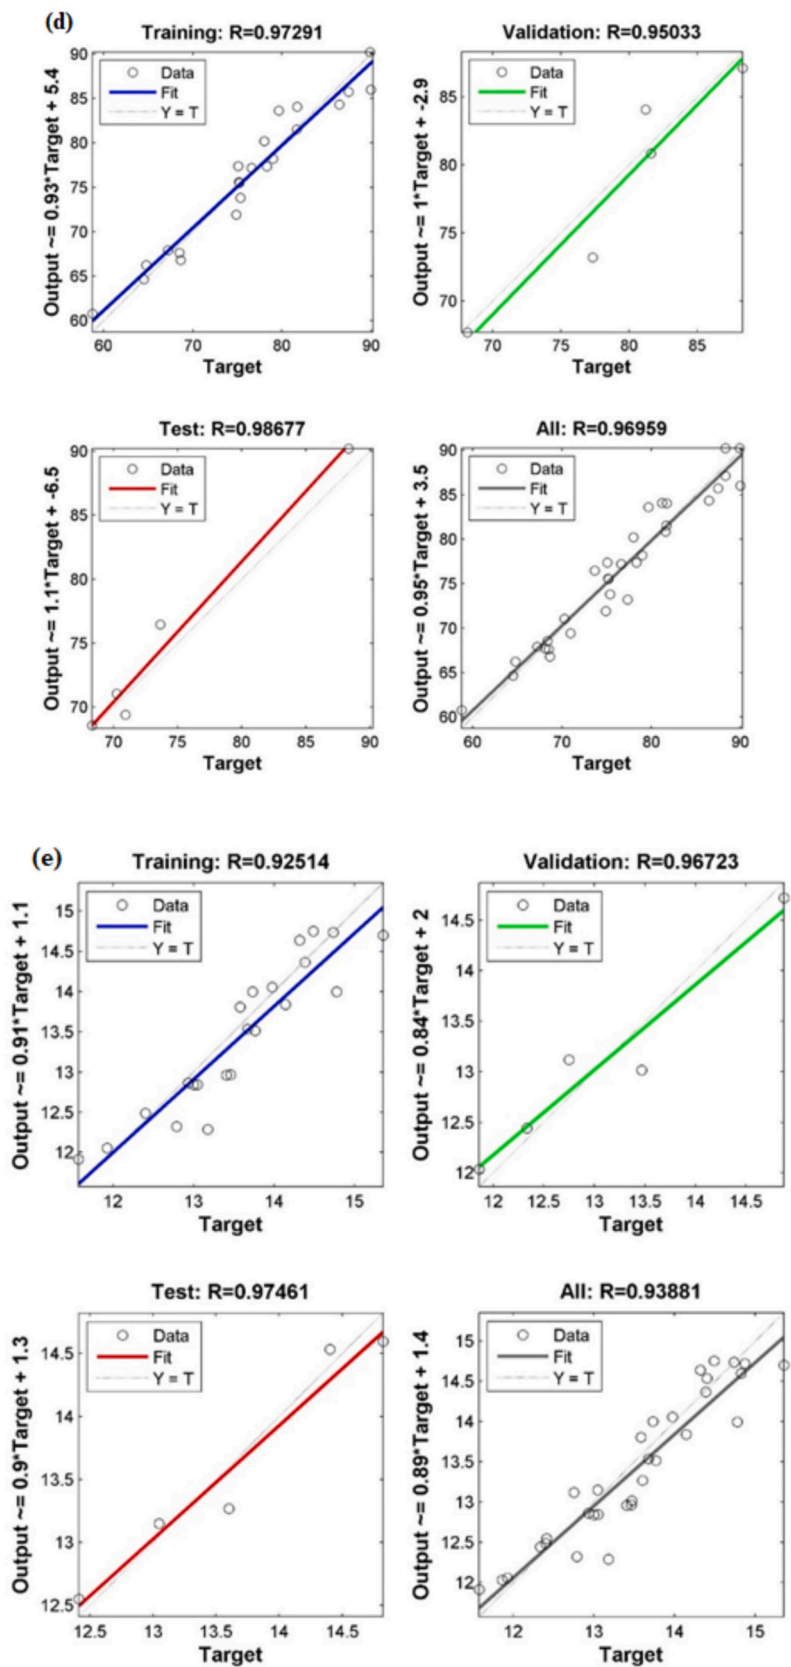 (d)
Training: R=0.97291
Output ~= 0.93*Target + 5.4
90
85
80
75
70
65
60
Data
Fit
Y = T
60 70 80 90
Target
Validation: R=0.95033
Output ~= 1*Target + -2.9
85
80
75
70
Data
Fit
Y = T
70 75 80 85
Target
Test: R=0.98677
Output ~= 1.1*Target + -6.5
90
85
80
75
70
Data
Fit
Y = T
70 75 80 85 90
Target
All: R=0.96959
Output ~= 0.95*Target + 3.5
90
85
80
75
70
65
60
Data
Fit
Y = T
60 70 80 90
Target
(e)
Training: R=0.92514
Output ~= 0.91*Target + 1.1
15
14.5
14
13.5
13
12.5
12
Data
Fit
Y = T
12 13 14 15
Target
Validation: R=0.96723
Output ~= 0.84*Target + 2
14.5
14
13.5
13
12.5
12
Data
Fit
Y = T
12 12.5 13 13.5 14 14.5
Target
Test: R=0.97461
Output ~= 0.9*Target + 1.3
14.5
14
13.5
13
12.5
Data
Fit
Y = T
12.5 13 13.5 14 14.5
Target
All: R=0.93881
Output ~= 0.89*Target + 1.4
15
14.5
14
13.5
13
12.5
12
Data
Fit
Y = T
12 13 14 15
Target